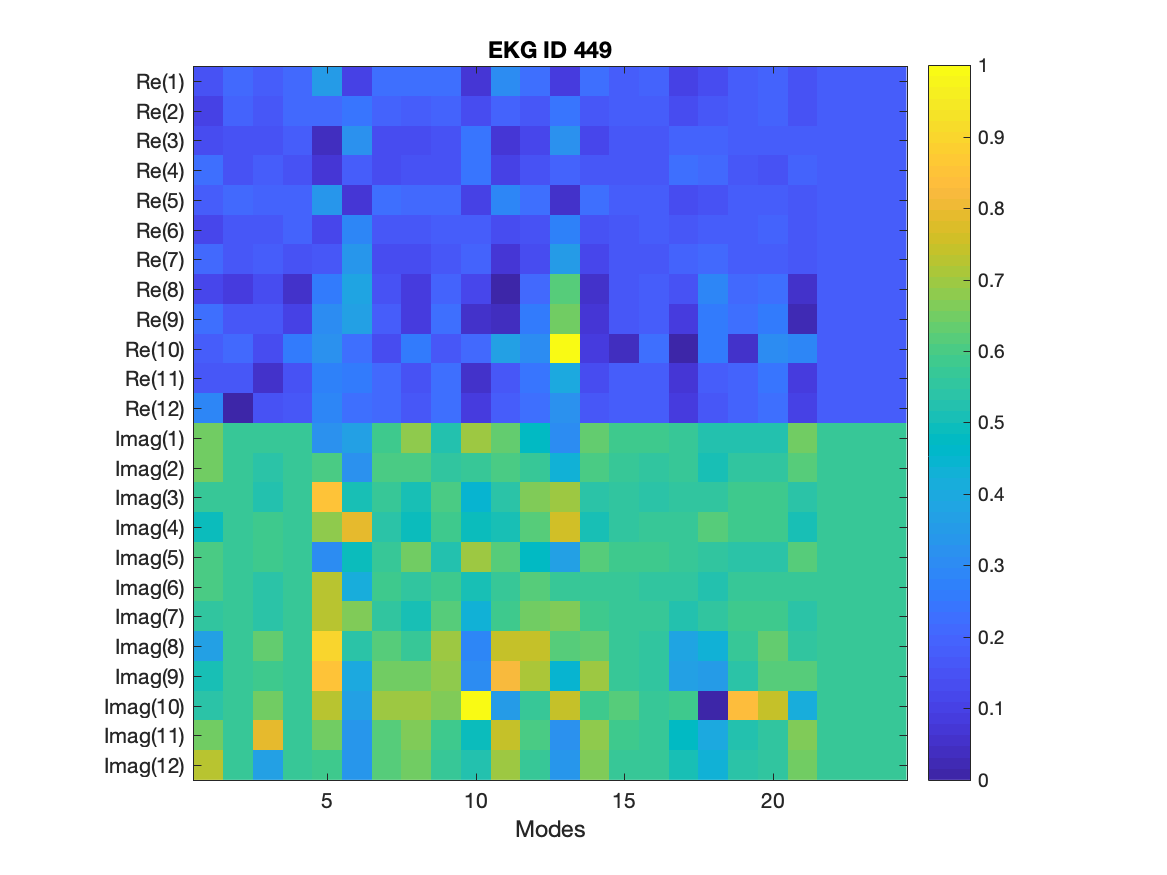 EKG ID 449
Re(1)
Re(2)
Re(3)
Re(4)
Re(5)
Re(6)
Re(7)
Re(8)
Re(9)
Re(10)
Re(11)
Re(12)
Imag(1)
Imag(2)
Imag(3)
Imag(4)
Imag(5)
Imag(6)
Imag(7)
Imag(8)
Imag(9)
Imag(10)
Imag(11)
Imag(12)
5 10 15 20
Modes
1
0.9
0.8
0.7
0.6
0.5
0.4
0.3
0.2
0.1
0